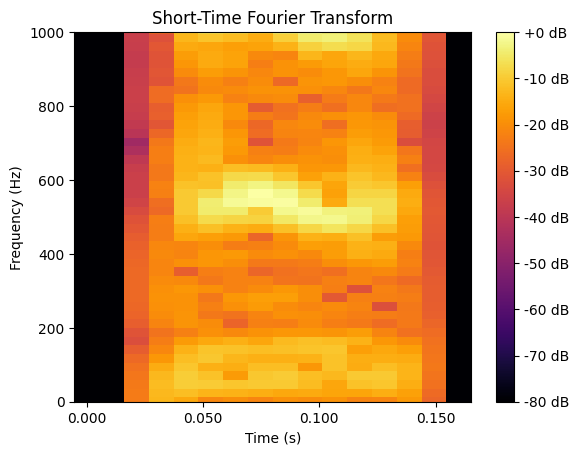 Short-Time Fourier Transform
Frequency (Hz)
1000
800
600
400
200
0
0.000
0.050
0.100
0.150
Time (s)
+0 dB
-10 dB
-20 dB
-30 dB
-40 dB
-50 dB
-60 dB
-70 dB
-80 dB